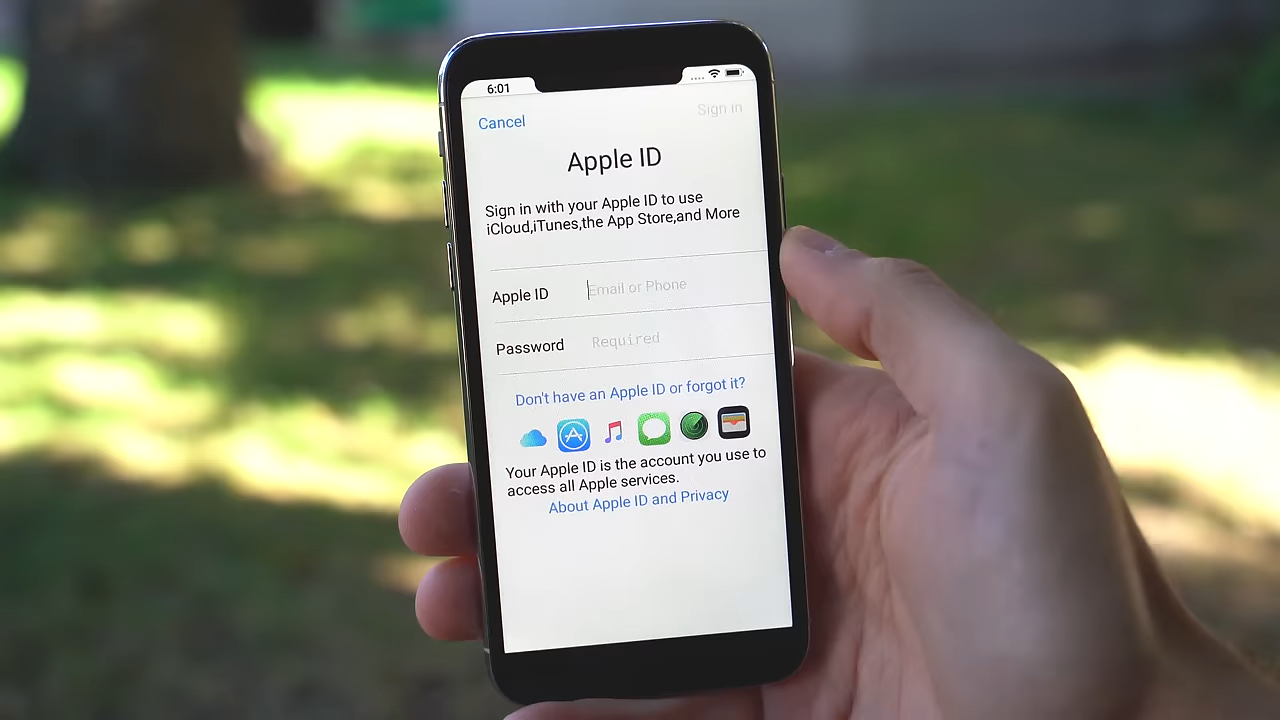 6:01
Cancel
Sign in
Apple ID
Sign in with your Apple ID to use
iCloud,iTunes,the App Store,and More
Apple ID
Email or Phone
Password
Required
Don't have an Apple ID or forgot it?
Your Apple ID is the account you use to
access all Apple services.
About Apple ID and Privacy